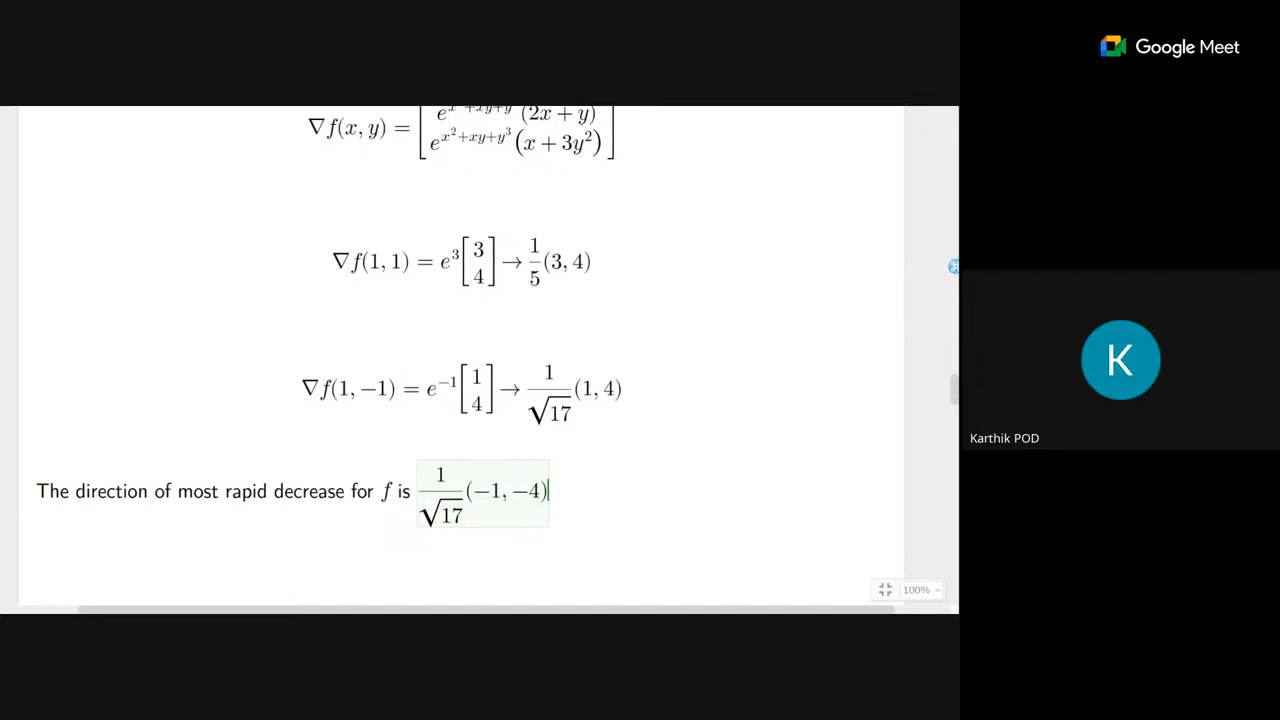 Google Meet
∇f(x, y) = [ e^{x²+xy+y³} (2x + y)
e^{x²+xy+y³} (x + 3y²) ]
∇f(1, 1) = e³ [ 3 4 ] → 1/5 (3, 4)
∇f(1, −1) = e⁻¹ [ 1 4 ] → 1/√17 (1, 4)
The direction of most rapid decrease for f is 1/√17 (−1, −4)
100%
K
Karthik POD